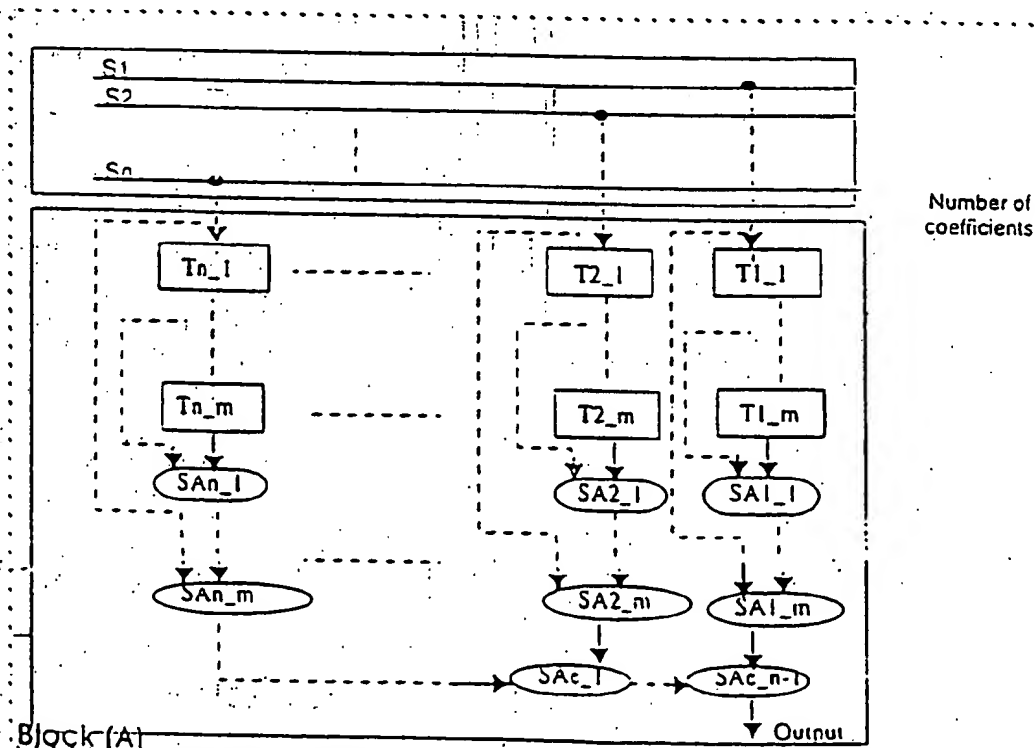 S1
S2
Sn
Number of
coefficients
Tn_1 T2_1 T1_1
Tn_m T2_m T1_m
SAn_1 SA2_1 SA1_1
SAn_m SA2_m SA1_m
SAc_1 SAc_n-1
Block (A) Output